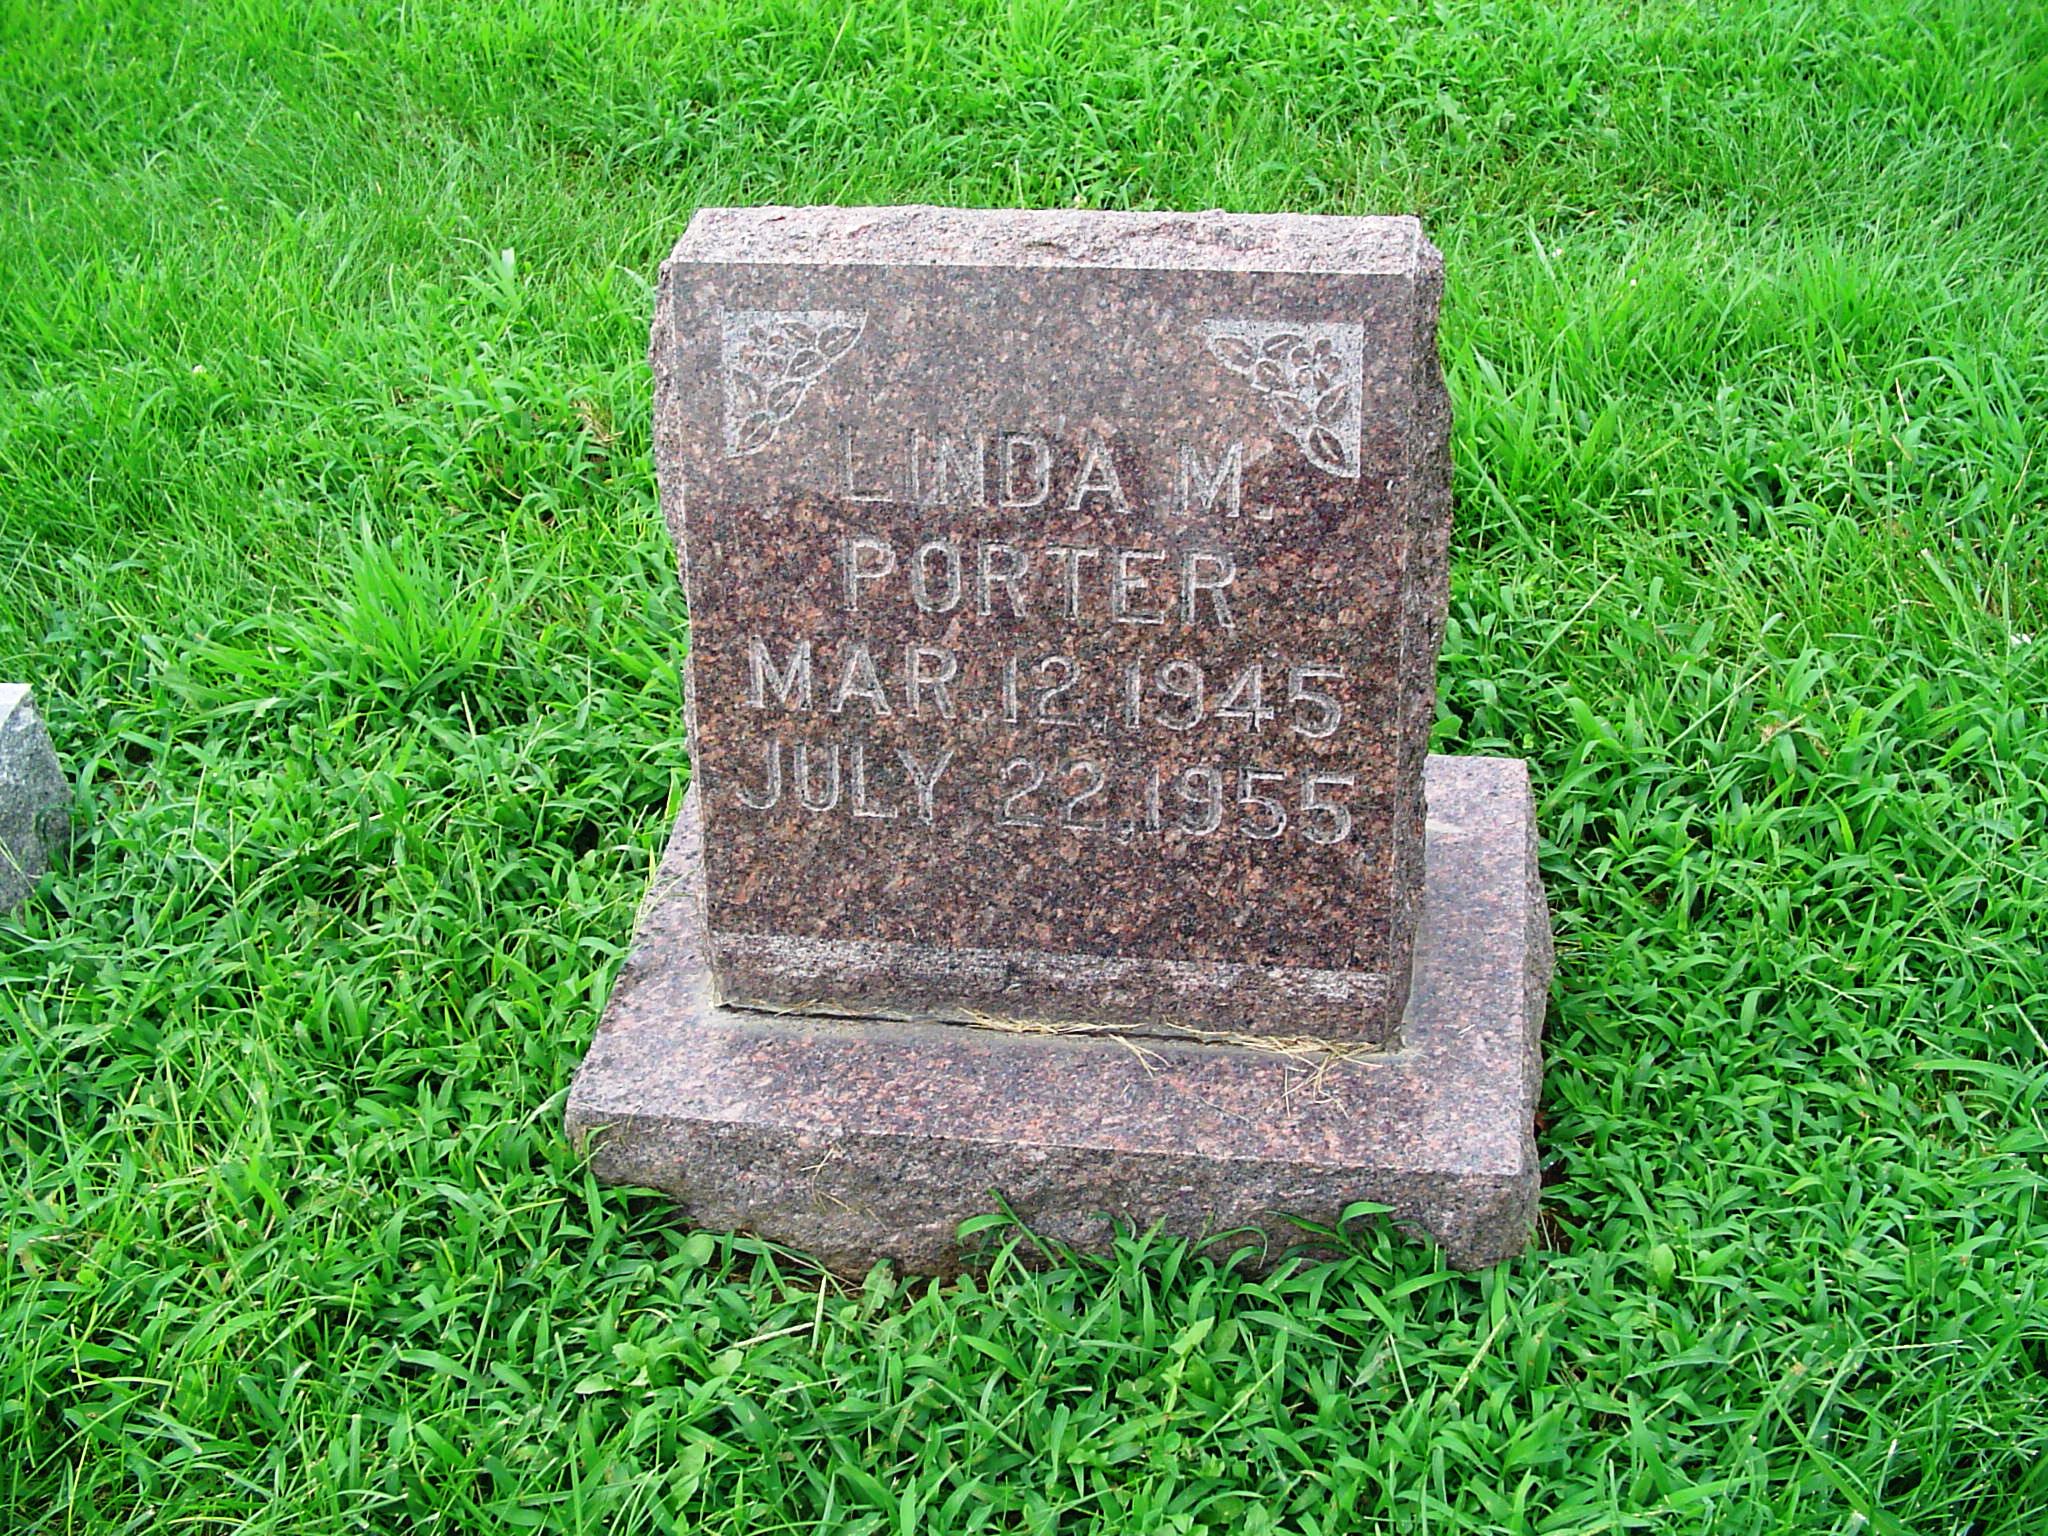 LINDA M.
PORTER
MAR. 12, 1945
JULY 22, 1955